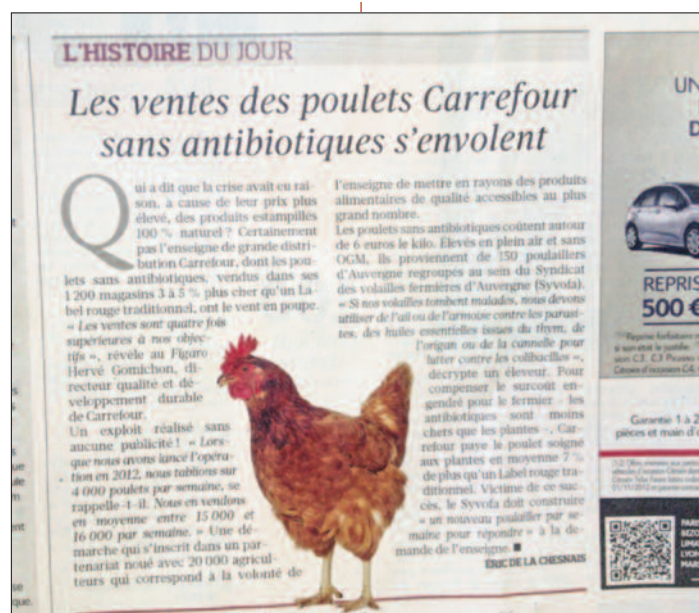 L'HISTOIRE DU JOUR
Les ventes des poulets Carrefour
sans antibiotiques s'envolent
Qui a dit que la crise avait eu rai-
son, à cause de leur prix plus
élevé, des produits estampillés
100 % naturel ? Certainement
pas l'enseigne de grande distri-
bution Carrefour, dont les pou-
lets sans antibiotiques, vendus dans ses
1 200 magasins 3 à 5 % plus cher qu'un La-
bel rouge traditionnel, ont le vent en poupe.
« Les ventes sont quatre fois
supérieures à nos objec-
tifs », révèle au Figaro
Hervé Gomichon, di-
recteur qualité et dé-
veloppement durable
de Carrefour.
Un exploit réalisé sans
aucune publicité ! « Lors-
que nous avons lancé l'opéra-
tion en 2012, nous tablions sur
4 000 poulets par semaine, se
rappelle-t-il. Nous en vendons
en moyenne entre 15 000 et
16 000 par semaine. » Une dé-
marche qui s'inscrit dans un par-
tenariat noué avec 20 000 agricul-
teurs qui correspond à la volonté de
l'enseigne de mettre en rayons des produits
alimentaires de qualité accessibles au plus
grand nombre.
Les poulets sans antibiotiques coûtent autour
de 6 euros le kilo. Élevés en plein air et sans
OGM, ils proviennent de 150 poulaillers
d'Auvergne regroupés au sein du Syndicat
des volailles fermières d'Auvergne (Syvofa).
« Si nos volailles tombent malades, nous devons
utiliser de l'ail ou de l'armoise contre les parasi-
tes, des huiles essentielles issues du thym, de
l'origan ou de la cannelle pour
lutter contre les colibacilles »,
décrypte un éleveur. Pour
compenser le surcoût en-
gendré pour le fermier - les
antibiotiques sont moins
chers que les plantes -, Car-
refour paye le poulet soigné
aux plantes en moyenne 7 %
de plus qu'un Label rouge tra-
ditionnel. Victime de ce suc-
cès, le Syvofa doit construire
« un nouveau poulailler par se-
maine pour répondre » à la de-
mande de l'enseigne. ■
ÉRIC DE LA CHESNAIS
UN
D
REPRIS
500 €
Garantie 1 à 2
pièces et main d'